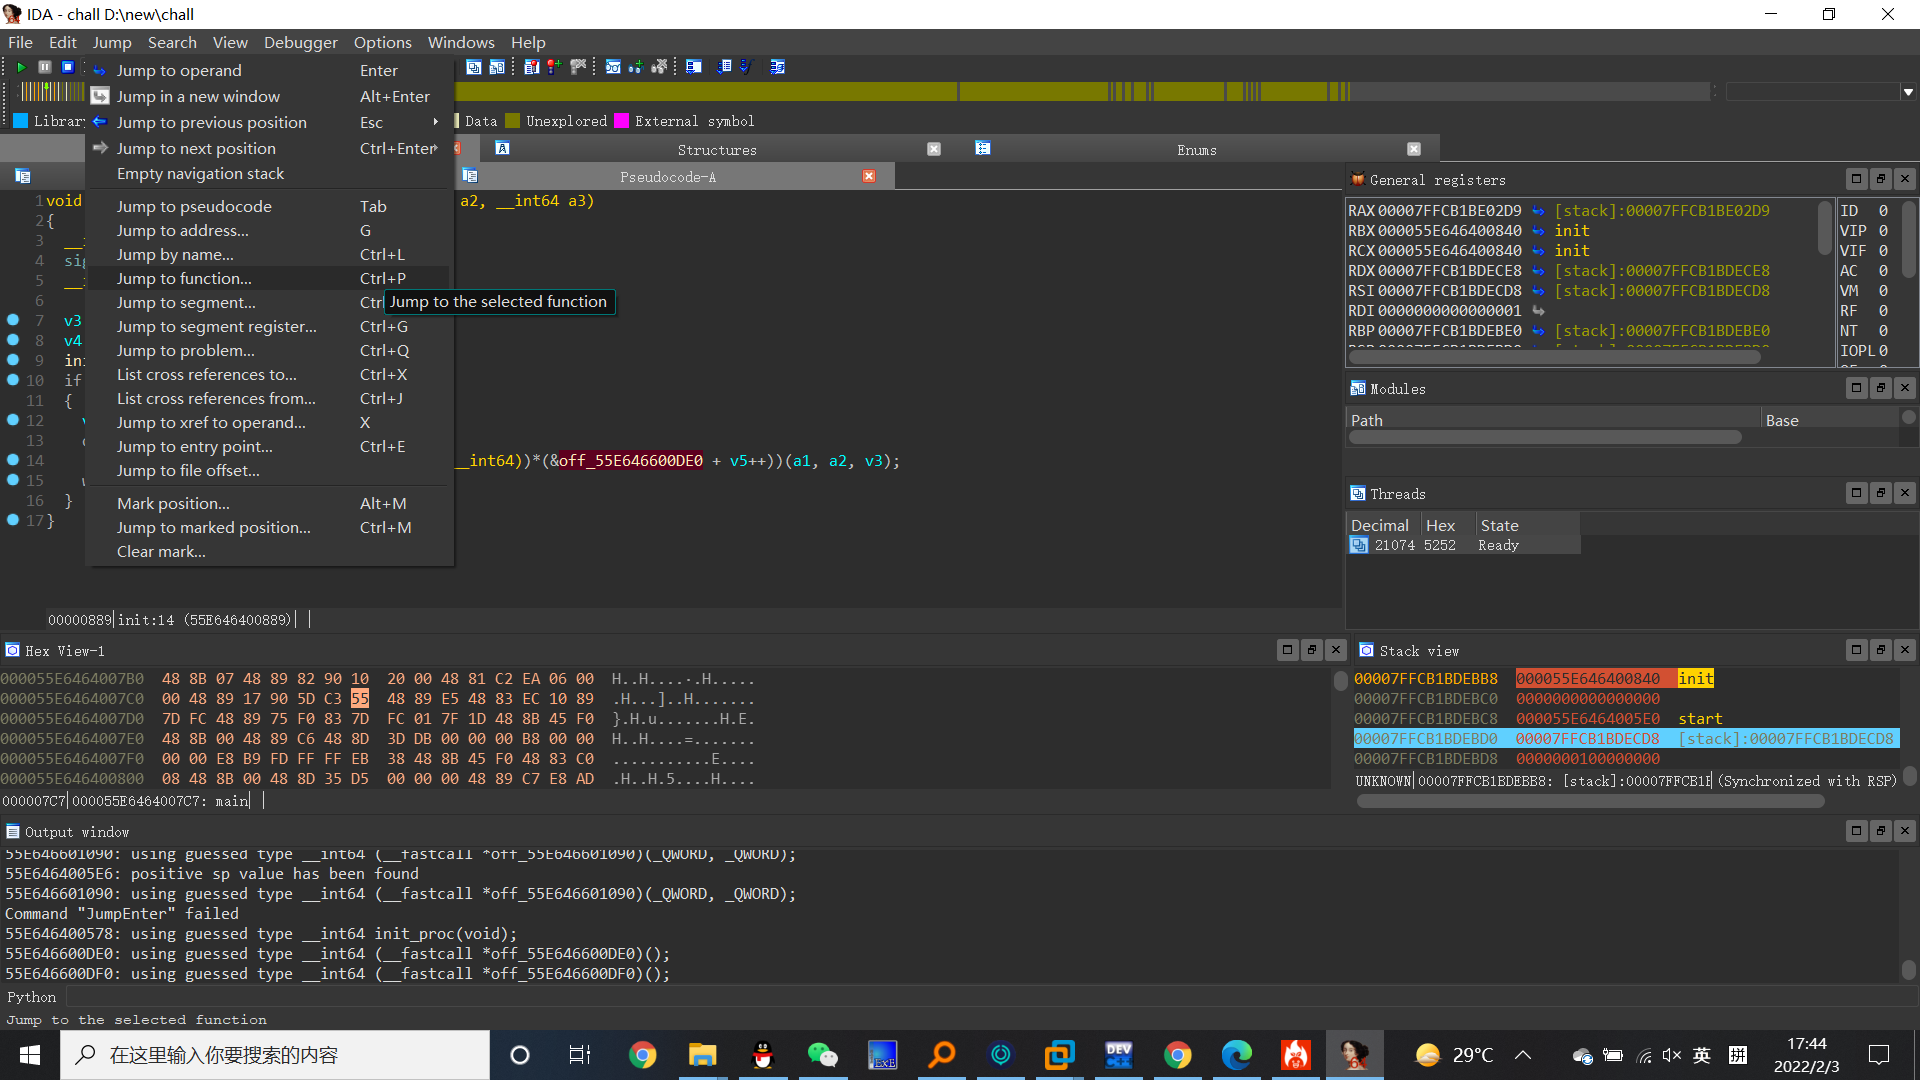 IDA - chall D:\new\chall
File Edit Jump Search View Debugger Options Windows Help
Jump to operand Enter
Jump in a new window Alt+Enter
Jump to previous position Esc
Jump to next position Ctrl+Enter
Empty navigation stack
Jump to pseudocode Tab
Jump to address... G
Jump by name... Ctrl+L
Jump to function... Ctrl+P
Jump to segment... Ctrl
Jump to the selected function
Jump to segment register... Ctrl+G
Jump to problem... Ctrl+Q
List cross references to... Ctrl+X
List cross references from... Ctrl+J
Jump to xref to operand... X
Jump to entry point... Ctrl+E
Jump to file offset...
Mark position... Alt+M
Jump to marked position... Ctrl+M
Clear mark...
Library Data Unexplored External symbol
Structures Enums
Pseudocode-A
1 void a2, __int64 a3)
2 {
3
4 sig
5
6
7 v3
8 v4
9 ini
10 if
11 {
12
13
14 __int64))*(&off_55E646600DE0 + v5++))(a1, a2, v3);
15
16 }
17 }
00000889 init:14 (55E646400889)
General registers
RAX 00007FFCB1BE02D9 [stack]:00007FFCB1BE02D9
RBX 000055E646400840 init
RCX 000055E646400840 init
RDX 00007FFCB1BDECE8 [stack]:00007FFCB1BDECE8
RSI 00007FFCB1BDECD8 [stack]:00007FFCB1BDECD8
RDI 0000000000000001
RBP 00007FFCB1BDEBE0 [stack]:00007FFCB1BDEBE0
ID 0
VIP 0
VIF 0
AC 0
VM 0
RF 0
NT 0
IOPL 0
Modules
Path Base
Threads
Decimal Hex State
21074 5252 Ready
Hex View-1
000055E6464007B0 48 8B 07 48 89 82 90 10 20 00 48 81 C2 EA 06 00 H..H....-.H.....
000055E6464007C0 00 48 89 17 90 5D C3 55 48 89 E5 48 83 EC 10 89 .H...]..H.......
000055E6464007D0 7D FC 48 89 75 F0 83 7D FC 01 7F 1D 48 8B 45 F0 }.H.u.......H.E.
000055E6464007E0 48 8B 00 48 89 C6 48 8D 3D DB 00 00 00 B8 00 00 H..H....=.......
000055E6464007F0 00 00 E8 B9 FD FF FF EB 38 48 8B 45 F0 48 83 C0 ...........E....
000055E646400800 08 48 8B 00 48 8D 35 D5 00 00 00 48 89 C7 E8 AD .H..H.5....H....
000007C7 000055E6464007C7: main
Stack view
00007FFCB1BDEBB8 000055E646400840 init
00007FFCB1BDEBC0 0000000000000000
00007FFCB1BDEBC8 000055E6464005E0 start
00007FFCB1BDEBD0 00007FFCB1BDECD8 [stack]:00007FFCB1BDECD8
00007FFCB1BDEBD8 0000000100000000
UNKNOWN 00007FFCB1BDEBB8: [stack]:00007FFCB1B (Synchronized with RSP)
Output window
55E646601090: using guessed type __int64 (__fastcall *off_55E646601090)(_QWORD, _QWORD);
55E6464005E6: positive sp value has been found
55E646601090: using guessed type __int64 (__fastcall *off_55E646601090)(_QWORD, _QWORD);
Command "JumpEnter" failed
55E646400578: using guessed type __int64 init_proc(void);
55E646600DE0: using guessed type __int64 (__fastcall *off_55E646600DE0)();
55E646600DF0: using guessed type __int64 (__fastcall *off_55E646600DF0)();
Python
Jump to the selected function
在这里输入你要搜索的内容
DEV
EXE
29°C
英
拼
17:44
2022/2/3